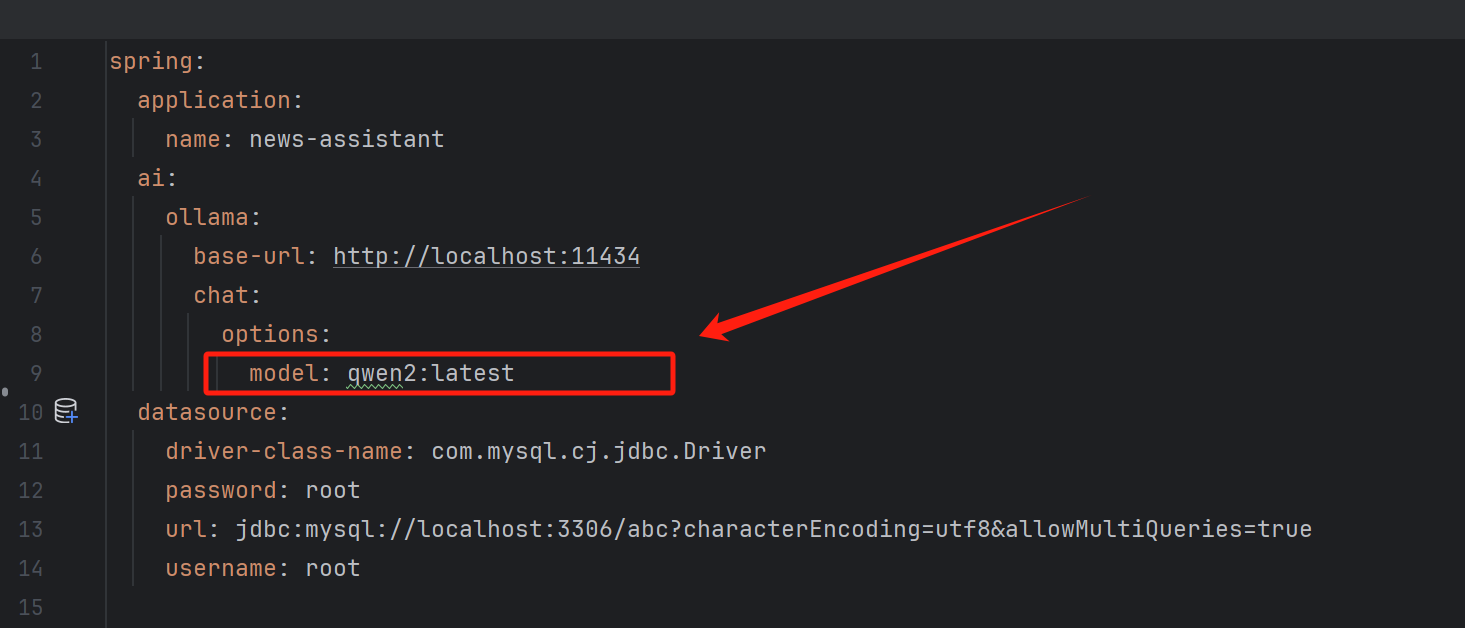 1 spring:
2   application:
3     name: news-assistant
4   ai:
5     ollama:
6       base-url: http://localhost:11434
7       chat:
8         options:
9           model: qwen2:latest
10   datasource:
11     driver-class-name: com.mysql.cj.jdbc.Driver
12     password: root
13     url: jdbc:mysql://localhost:3306/abc?characterEncoding=utf8&allowMultiQueries=true
14     username: root
15